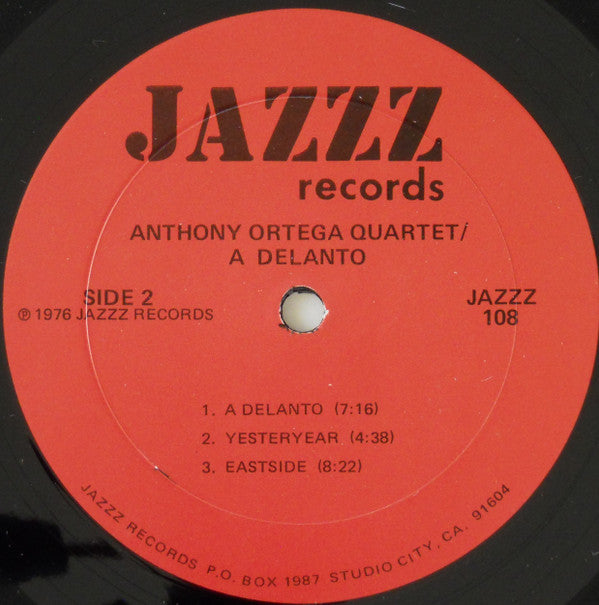 JAZZZ
records
ANTHONY ORTEGA QUARTET/
A DELANTO
SIDE 2
℗ 1976 JAZZZ RECORDS
JAZZZ
108
1. A DELANTO (7:16)
2. YESTERYEAR (4:38)
3. EASTSIDE (8:22)
JAZZZ RECORDS P.O. BOX 1987 STUDIO CITY, CA. 91604